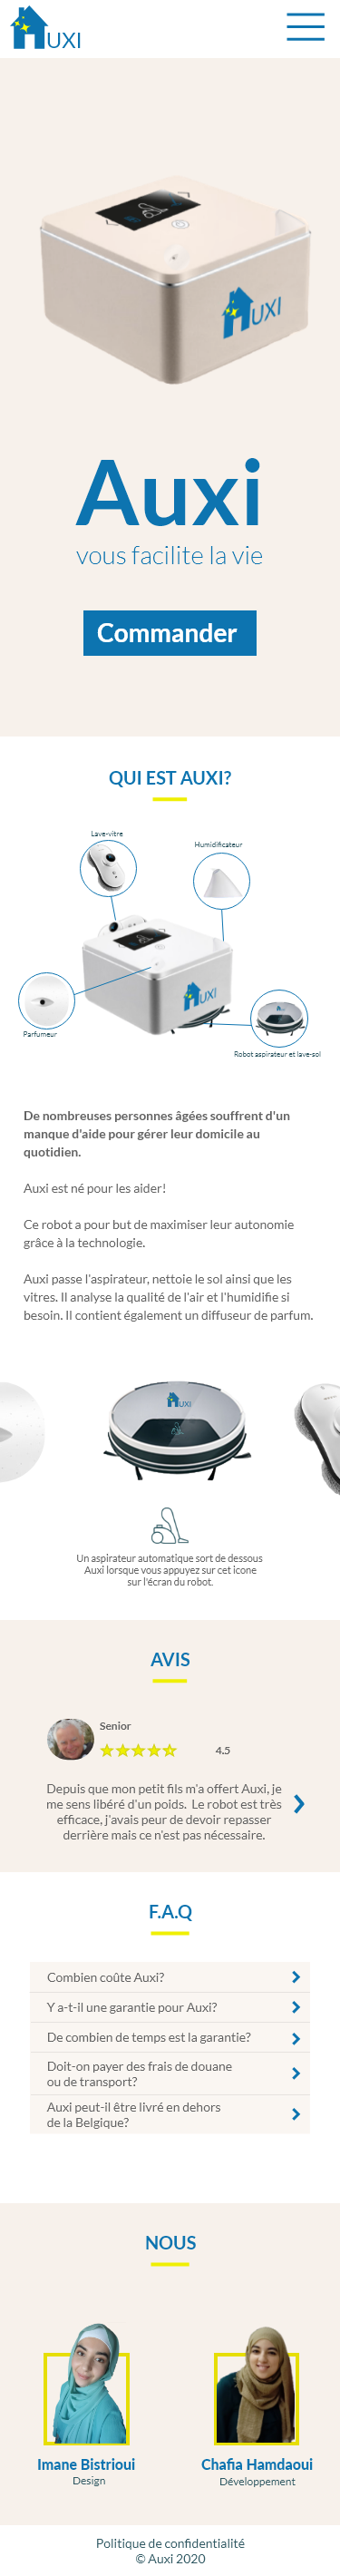 AUXI
AUXI
Auxi
vous facilite la vie
Commander
QUI EST AUXI?
Lave-vitre
Humidificateur
AUXI
Parfumeur
Robot aspirateur et lave-sol
De nombreuses personnes âgées souffrent d'un
manque d'aide pour gérer leur domicile au
quotidien.
Auxi est né pour les aider!
Ce robot a pour but de maximiser leur autonomie
grâce à la technologie.
Auxi passe l'aspirateur, nettoie le sol ainsi que les
vitres. Il analyse la qualité de l'air et l'humidifie si
besoin. Il contient également un diffuseur de parfum.
AUXI
Un aspirateur automatique sort de dessous
Auxi lorsque vous appuyez sur cet icone
sur l'écran du robot.
AVIS
Senior
4.5
Depuis que mon petit fils m'a offert Auxi, je
me sens libéré d'un poids. Le robot est très
efficace, j'avais peur de devoir repasser
derrière mais ce n'est pas nécessaire.
F.A.Q
Combien coûte Auxi?
Y a-t-il une garantie pour Auxi?
De combien de temps est la garantie?
Doit-on payer des frais de douane
ou de transport?
Auxi peut-il être livré en dehors
de la Belgique?
NOUS
Imane Bistrioui
Design
Chafia Hamdaoui
Développement
Politique de confidentialité
© Auxi 2020